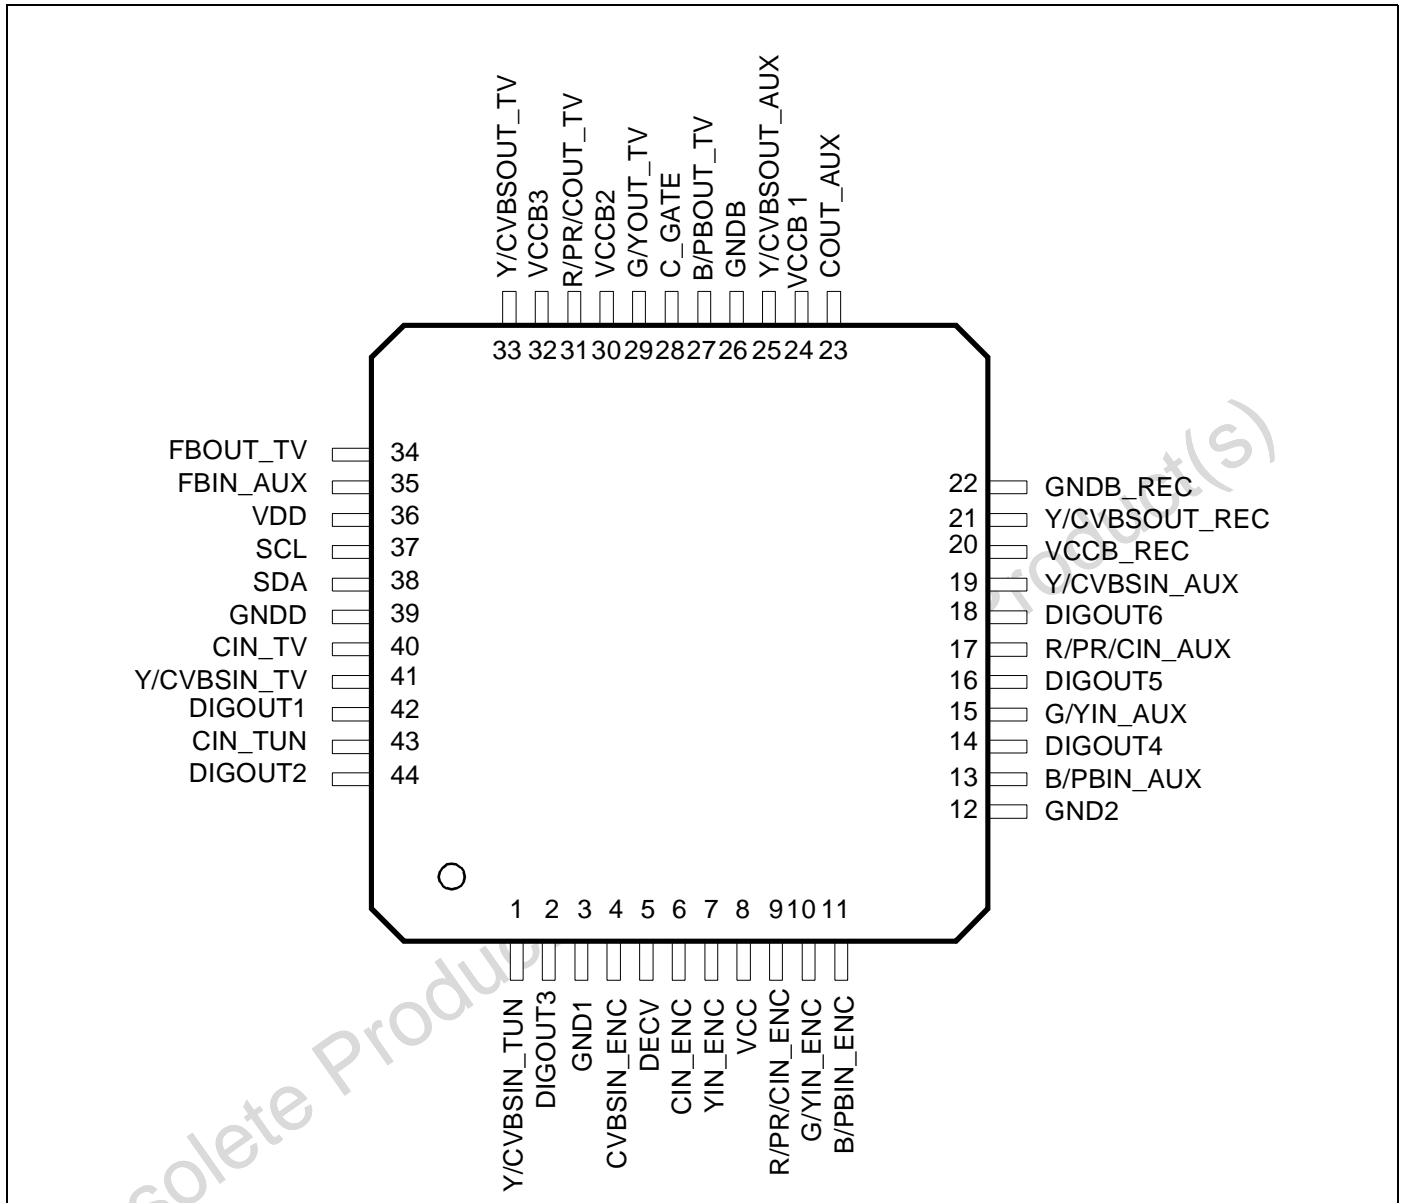 Y/CVBSOUT_TV
VCCB3
R/PR/COUT_TV
VCCB2
G/YOUT_TV
C_GATE
B/PBOUT_TV
GNDB
Y/CVBSOUT_AUX
VCCB 1
COUT_AUX
33 32 31 30 29 28 27 26 25 24 23
FBOUT_TV 34
FBIN_AUX 35
VDD 36
SCL 37
SDA 38
GNDD 39
CIN_TV 40
Y/CVBSIN_TV 41
DIGOUT1 42
CIN_TUN 43
DIGOUT2 44
22 GNDB_REC
21 Y/CVBSOUT_REC
20 VCCB_REC
19 Y/CVBSIN_AUX
18 DIGOUT6
17 R/PR/CIN_AUX
16 DIGOUT5
15 G/YIN_AUX
14 DIGOUT4
13 B/PBIN_AUX
12 GND2
1 2 3 4 5 6 7 8 9 10 11
Y/CVBSIN_TUN
DIGOUT3
GND1
CVBSIN_ENC
DECV
CIN_ENC
YIN_ENC
VCC
R/PR/CIN_ENC
G/YIN_ENC
B/PBIN_ENC
solete Produc
Product(s)